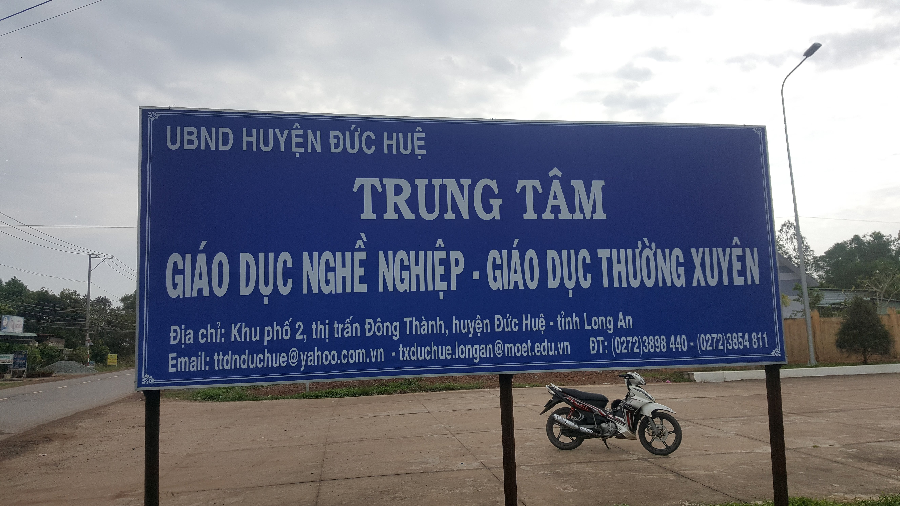 UBND HUYỆN ĐỨC HUỆ
TRUNG TÂM
GIÁO DỤC NGHỀ NGHIỆP - GIÁO DỤC THƯỜNG XUYÊN
Địa chỉ: Khu phố 2, thị trấn Đông Thành, huyện Đức Huệ - tỉnh Long An
Email: ttdnduchue@yahoo.com.vn - txduchue.longan@moet.edu.vn ĐT: (0272)3898 440 - (0272)3854 811